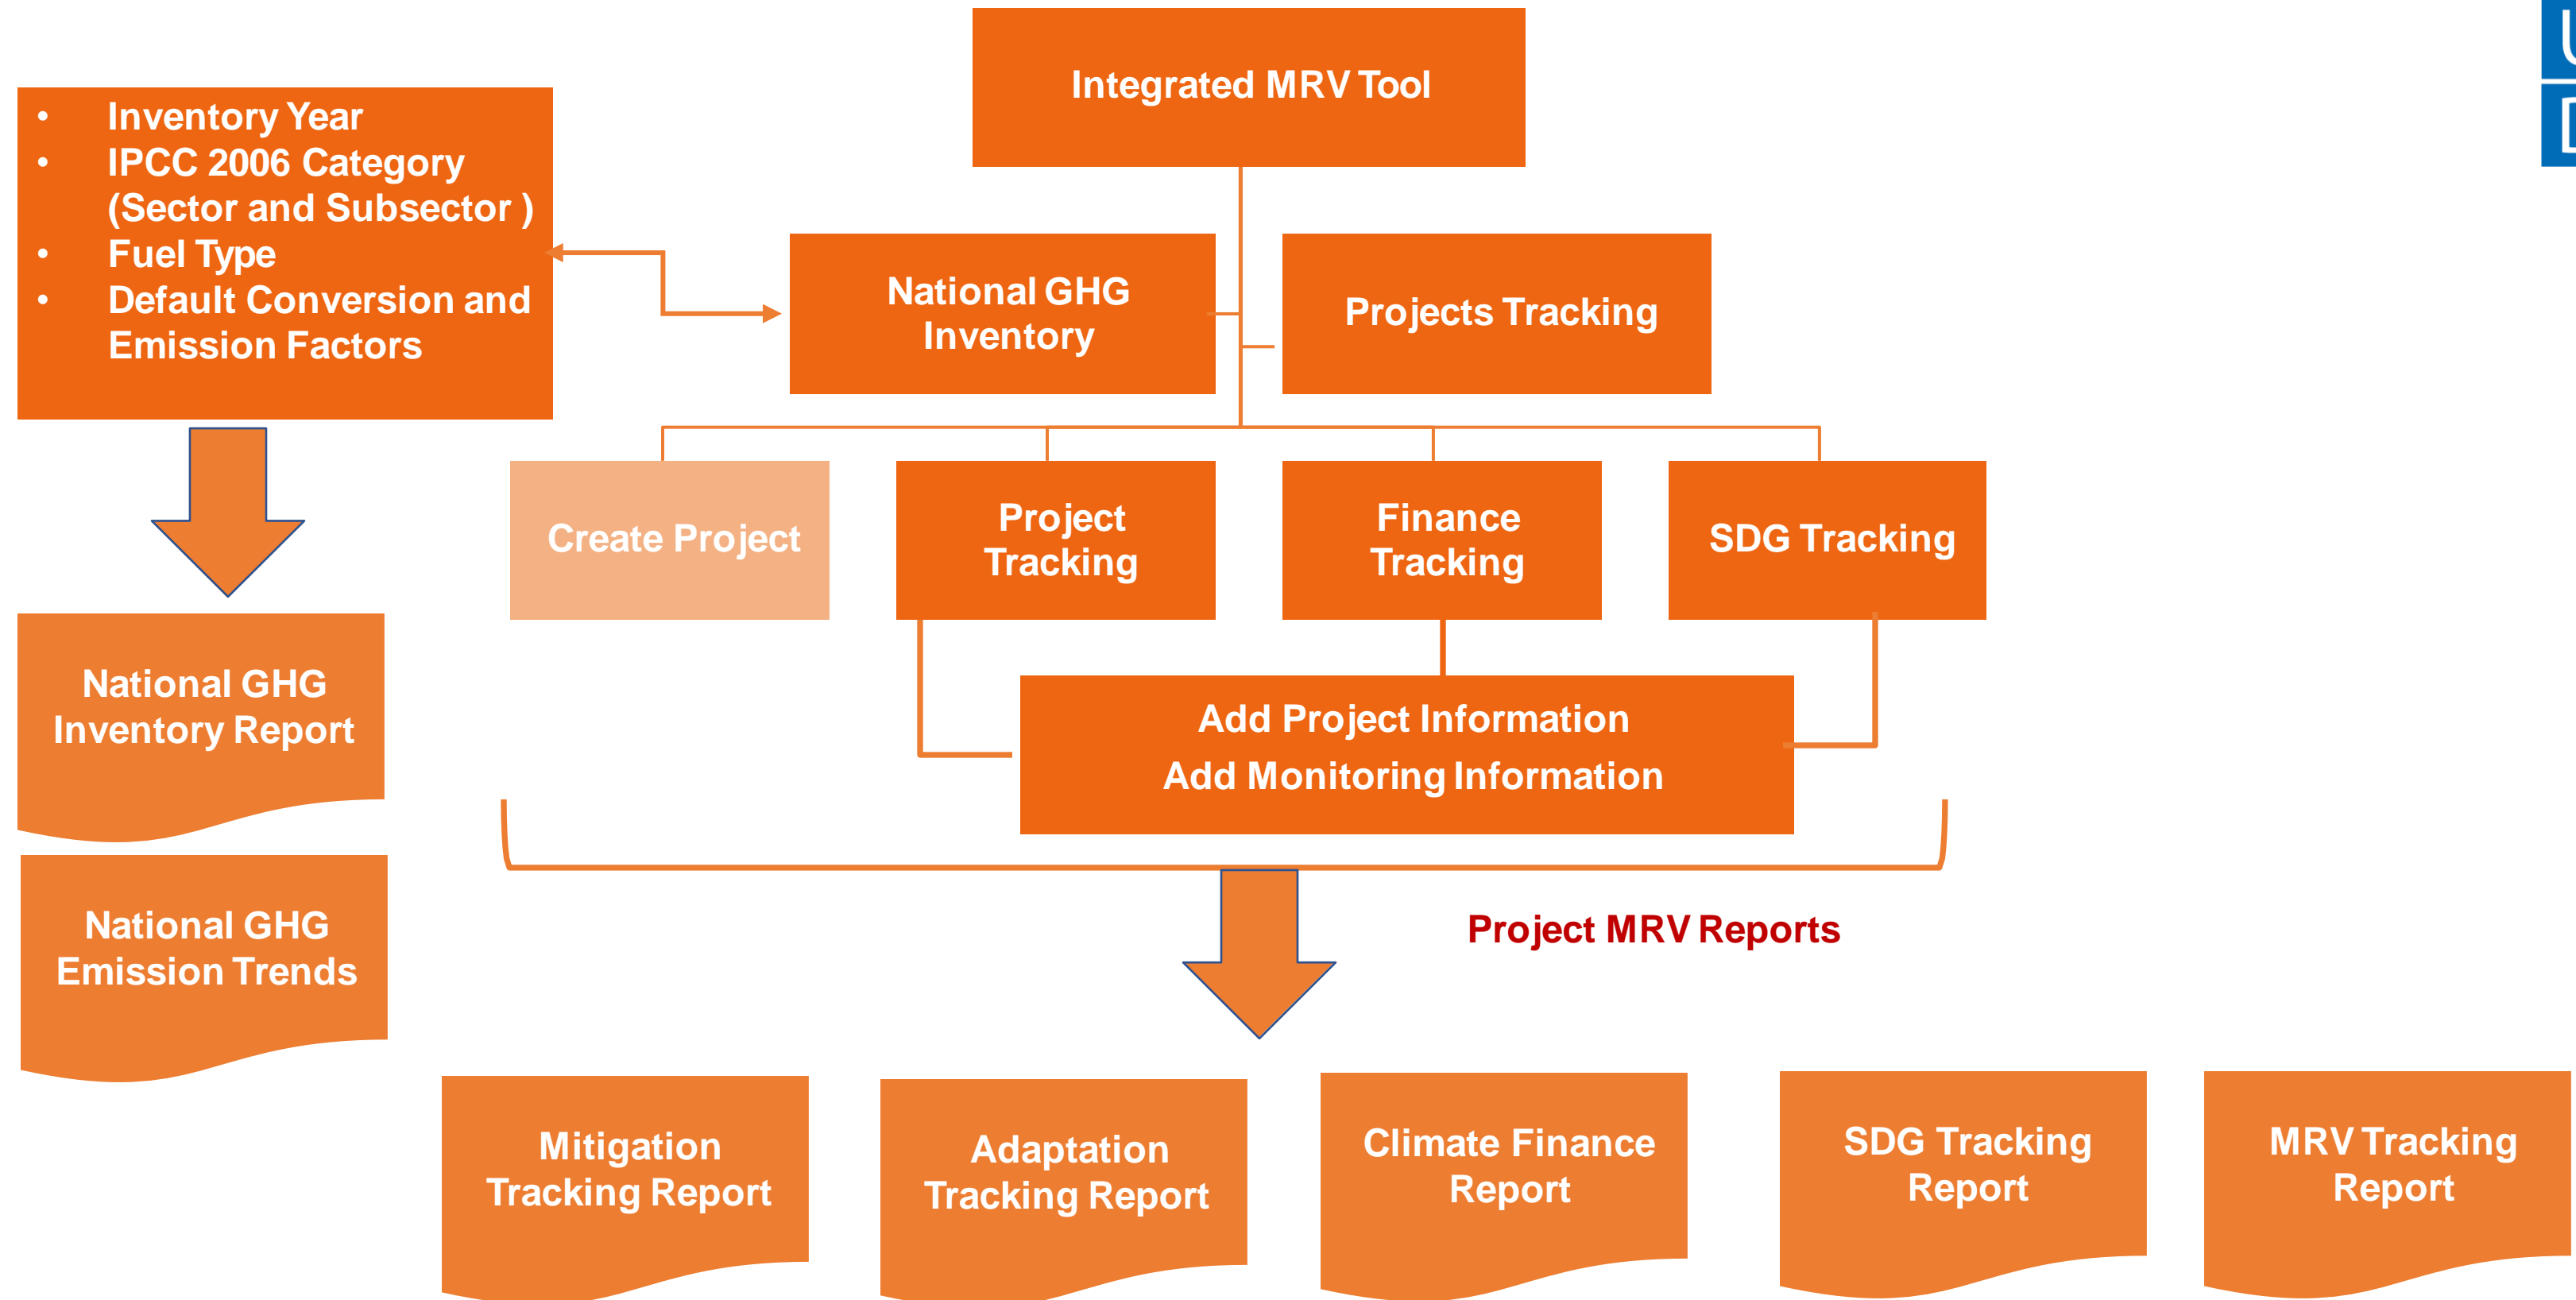 Integrated MRV Tool
• Inventory Year
• IPCC 2006 Category
(Sector and Subsector )
• Fuel Type
• Default Conversion and
Emission Factors
National GHG
Inventory
Projects Tracking
Create Project
Project
Tracking
Finance
Tracking
SDG Tracking
National GHG
Inventory Report
Add Project Information
Add Monitoring Information
National GHG
Emission Trends
Project MRV Reports
Mitigation
Tracking Report
Adaptation
Tracking Report
Climate Finance
Report
SDG Tracking
Report
MRV Tracking
Report